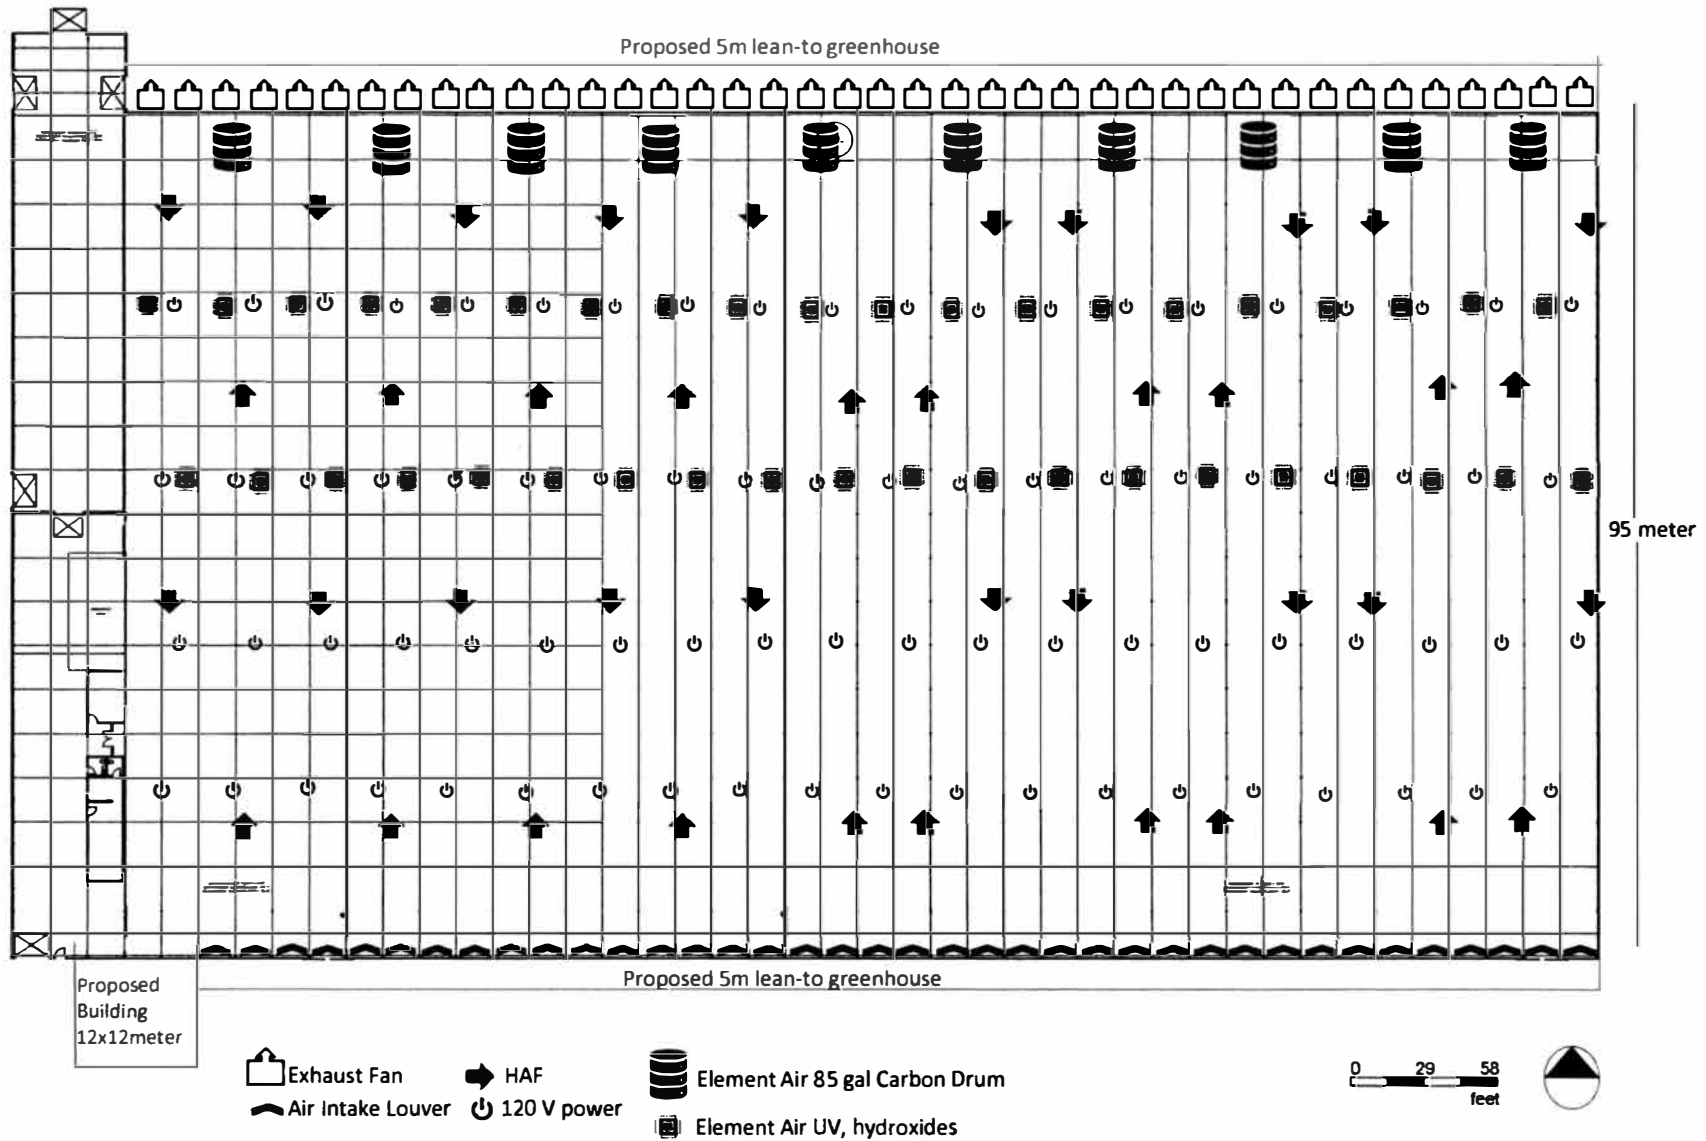 Proposed 5m lean-to greenhouse
95 meter
Proposed 5m lean-to greenhouse
Proposed
Building
12x12meter
Exhaust Fan
HAF
Element Air 85 gal Carbon Drum
Air Intake Louver
120 V power
Element Air UV, hydroxides
0 29 58
feet